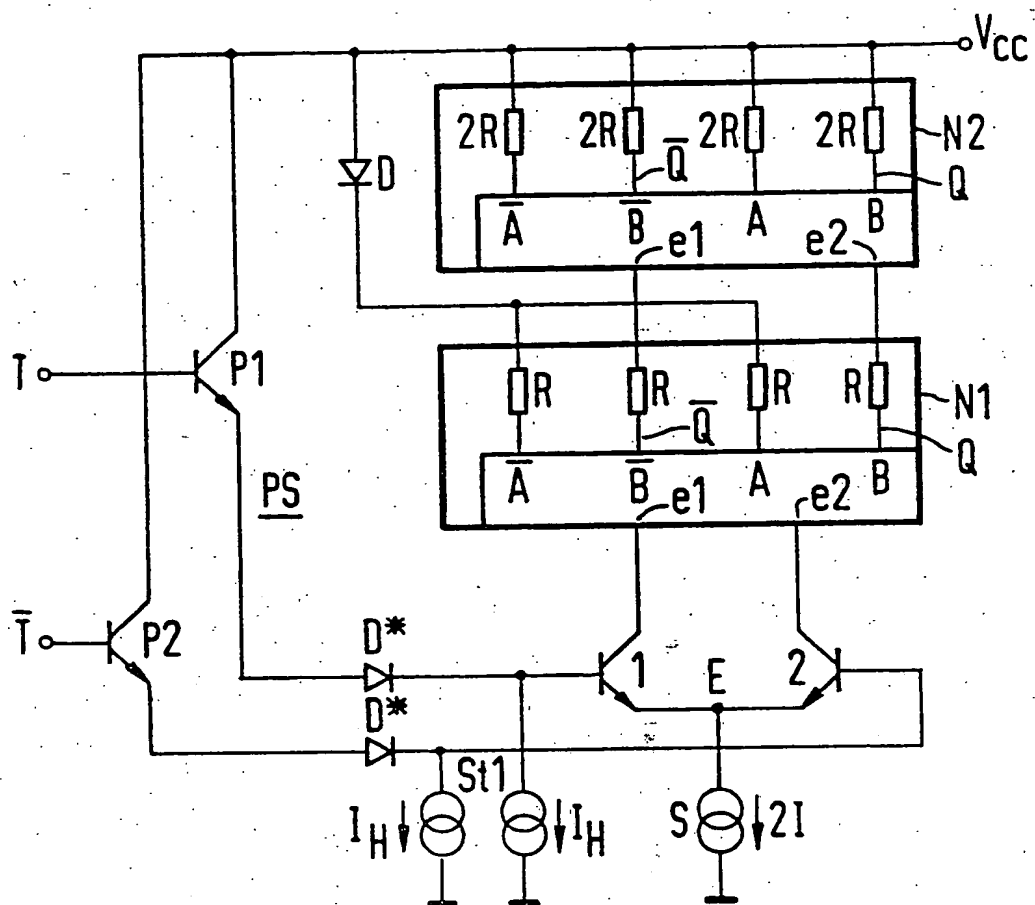 V_CC
2R 2R 2R 2R N2
D Q̅ Q
A̅ B̅ A B
e1 e2
T P1 R R R R N1
Q̅ Q
A̅ B̅ A B
PS e1 e2
T̅ P2 D* 1 E 2
D*
St1
I_H I_H S 2I